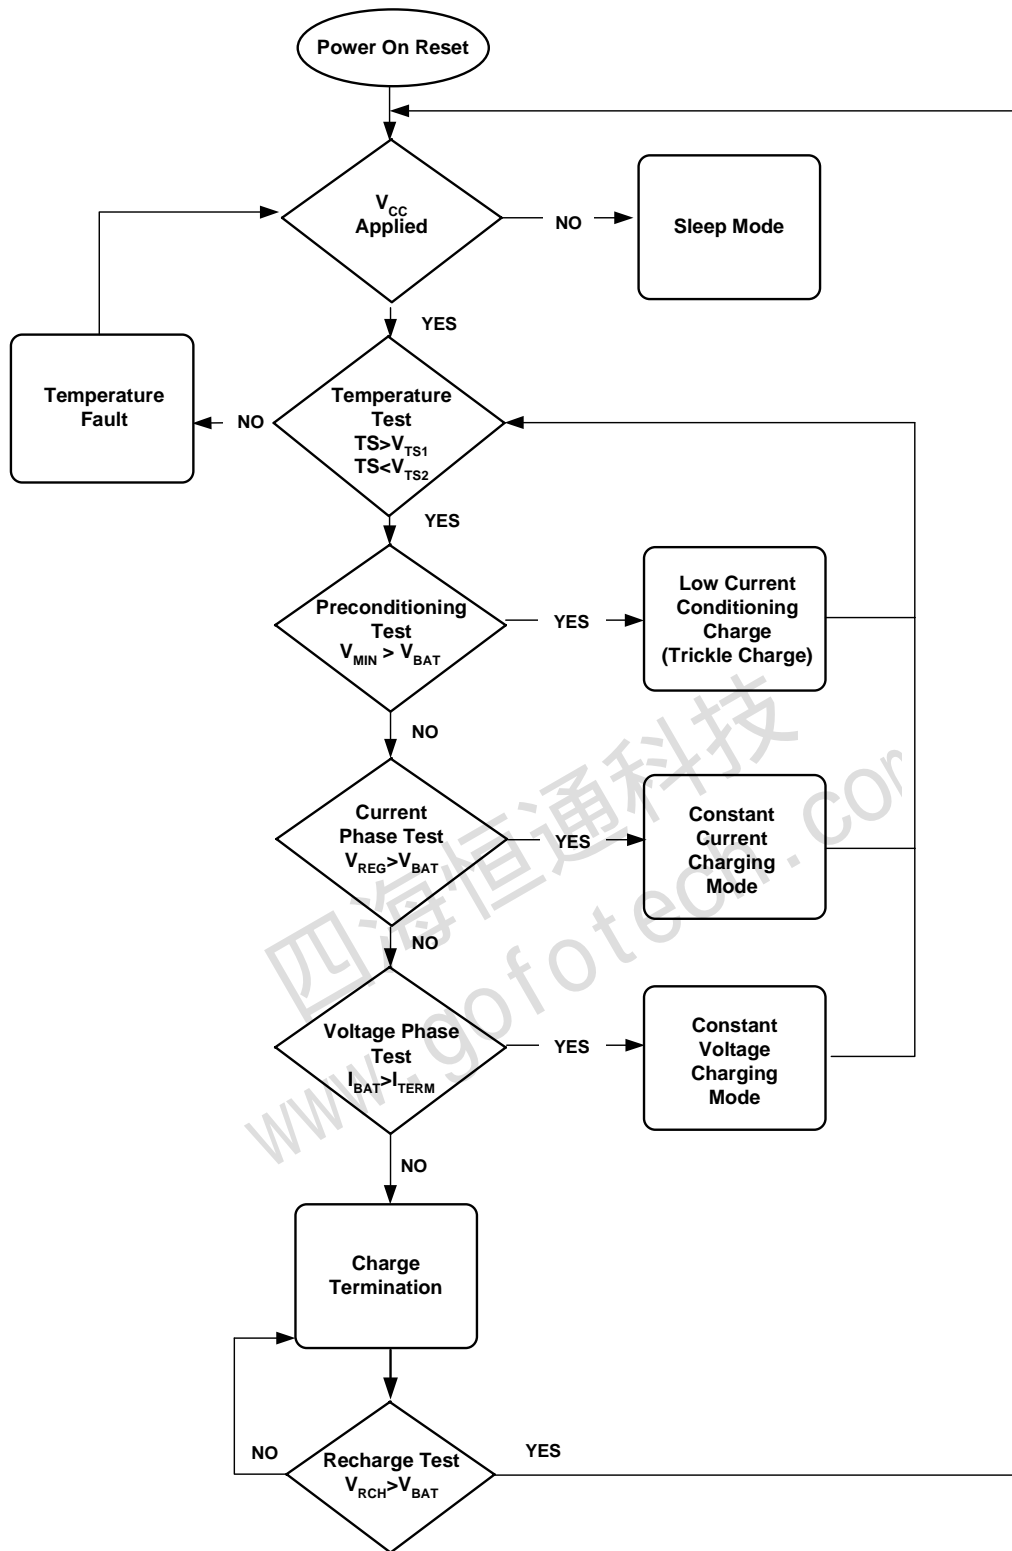 Power On Reset
V_CC
Applied
NO
Sleep Mode
YES
Temperature
Fault
NO
Temperature
Test
TS>V_TS1
TS<V_TS2
YES
Preconditioning
Test
V_MIN > V_BAT
YES
Low Current
Conditioning
Charge
(Trickle Charge)
NO
Current
Phase Test
V_REG>V_BAT
YES
Constant
Current
Charging
Mode
NO
Voltage Phase
Test
I_BAT>I_TERM
YES
Constant
Voltage
Charging
Mode
NO
Charge
Termination
NO
Recharge Test
V_RCH>V_BAT
YES
四海恒通科技
www.gofotech.com